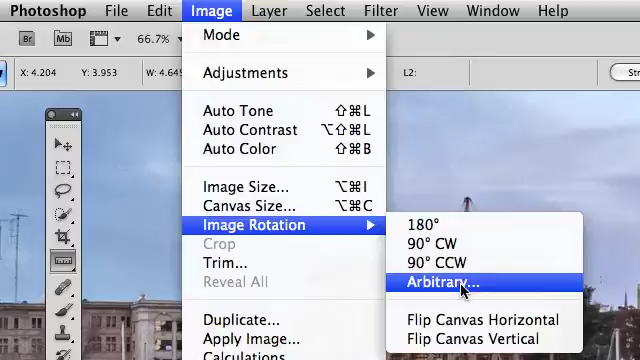 Photoshop File Edit Image Layer Select Filter View Window Help
Br Mb 66.7%
X: 4.204 Y: 3.953 W: 4.645 L2:
Mode
Adjustments
Auto Tone ⇧⌘L
Auto Contrast ⌥⇧⌘L
Auto Color ⇧⌘B
Image Size... ⌥⌘I
Canvas Size... ⌥⌘C
Image Rotation
Crop
Trim...
Reveal All
Duplicate...
Apply Image...
Calculations
180°
90° CW
90° CCW
Arbitrary...
Flip Canvas Horizontal
Flip Canvas Vertical